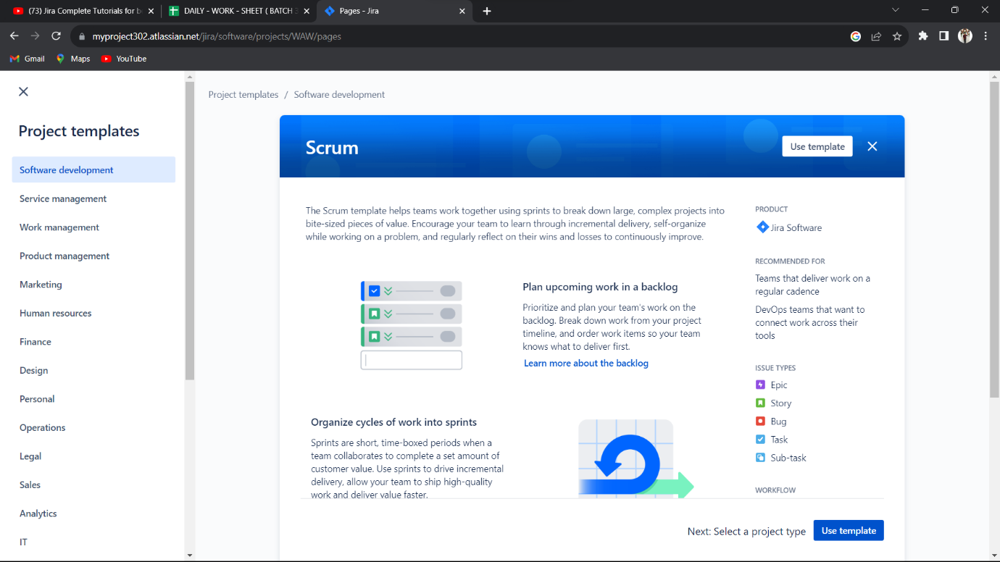 (73) Jira Complete Tutorials for b
DAILY - WORK - SHEET ( BATCH 3
Pages - Jira
myproject302.atlassian.net/jira/software/projects/WAW/pages
Gmail
Maps
YouTube
Project templates
Software development
Service management
Work management
Product management
Marketing
Human resources
Finance
Design
Personal
Operations
Legal
Sales
Analytics
IT
Project templates / Software development
Scrum
Use template
The Scrum template helps teams work together using sprints to break down large, complex projects into
bite-sized pieces of value. Encourage your team to learn through incremental delivery, self-organize
while working on a problem, and regularly reflect on their wins and losses to continuously improve.
Plan upcoming work in a backlog
Prioritize and plan your team's work on the
backlog. Break down work from your project
timeline, and order work items so your team
knows what to deliver first.
Learn more about the backlog
Organize cycles of work into sprints
Sprints are short, time-boxed periods when a
team collaborates to complete a set amount of
customer value. Use sprints to drive incremental
delivery, allow your team to ship high-quality
work and deliver value faster.
PRODUCT
Jira Software
RECOMMENDED FOR
Teams that deliver work on a
regular cadence
DevOps teams that want to
connect work across their
tools
ISSUE TYPES
Epic
Story
Bug
Task
Sub-task
WORKFLOW
Next: Select a project type
Use template